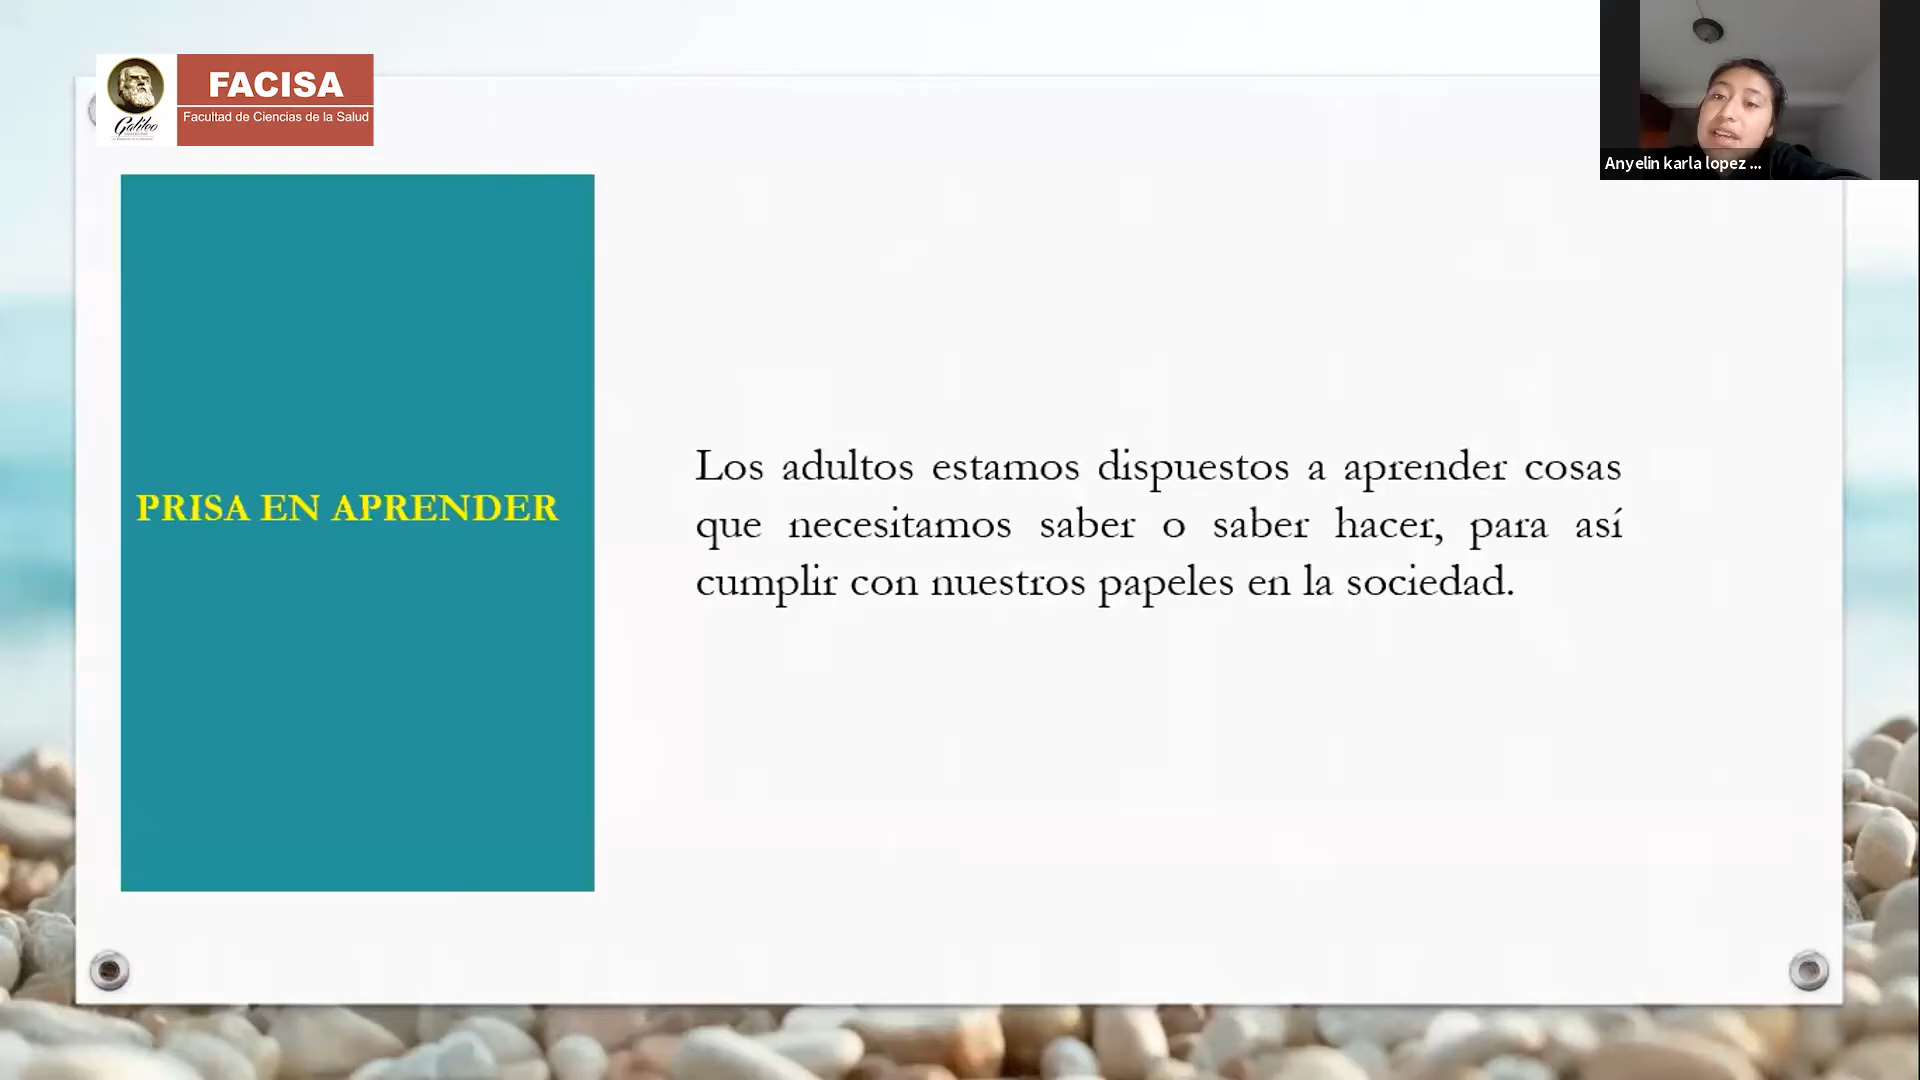 Galileo
FACISA
Facultad de Ciencias de la Salud
Anyelin karla lopez ...
PRISA EN APRENDER
Los adultos estamos dispuestos a aprender cosas
que necesitamos saber o saber hacer, para así
cumplir con nuestros papeles en la sociedad.